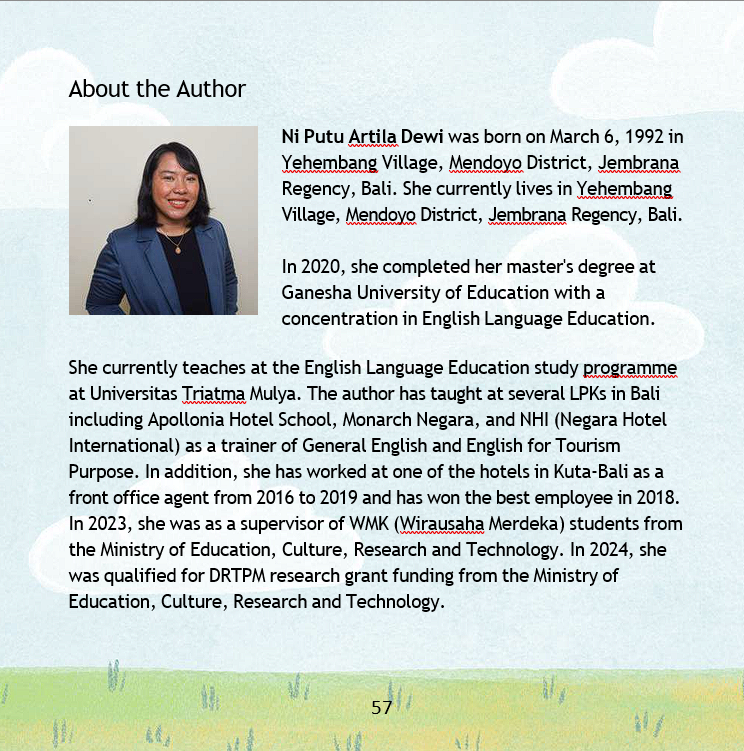 About the Author
Ni Putu Artila Dewi was born on March 6, 1992 in
Yehembang Village, Mendoyo District, Jembrana
Regency, Bali. She currently lives in Yehembang
Village, Mendoyo District, Jembrana Regency, Bali.
In 2020, she completed her master's degree at
Ganesha University of Education with a
concentration in English Language Education.
She currently teaches at the English Language Education study programme
at Universitas Triatma Mulya. The author has taught at several LPKs in Bali
including Apollonia Hotel School, Monarch Negara, and NHI (Negara Hotel
International) as a trainer of General English and English for Tourism
Purpose. In addition, she has worked at one of the hotels in Kuta-Bali as a
front office agent from 2016 to 2019 and has won the best employee in 2018.
In 2023, she was as a supervisor of WMK (Wirausaha Merdeka) students from
the Ministry of Education, Culture, Research and Technology. In 2024, she
was qualified for DRTPM research grant funding from the Ministry of
Education, Culture, Research and Technology.
57